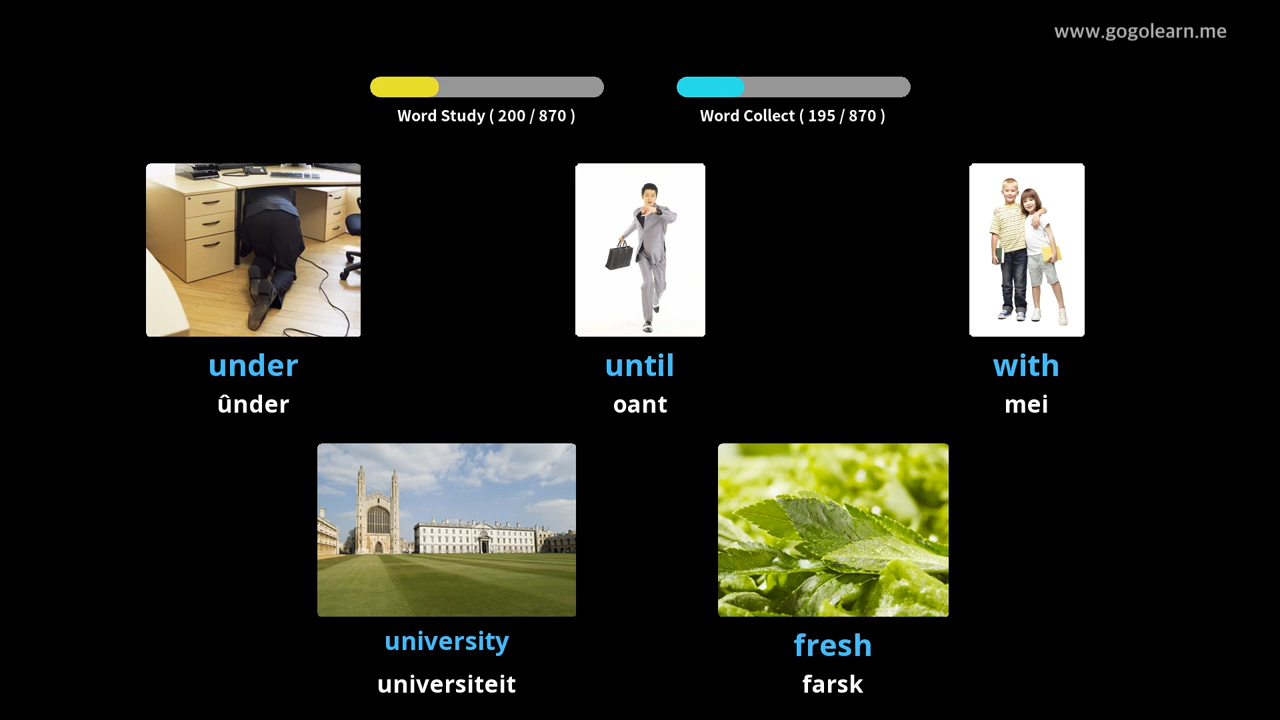 www.gogolearn.me
Word Study ( 200 / 870 )
Word Collect ( 195 / 870 )
under
ûnder
until
oant
with
mei
university
universiteit
fresh
farsk